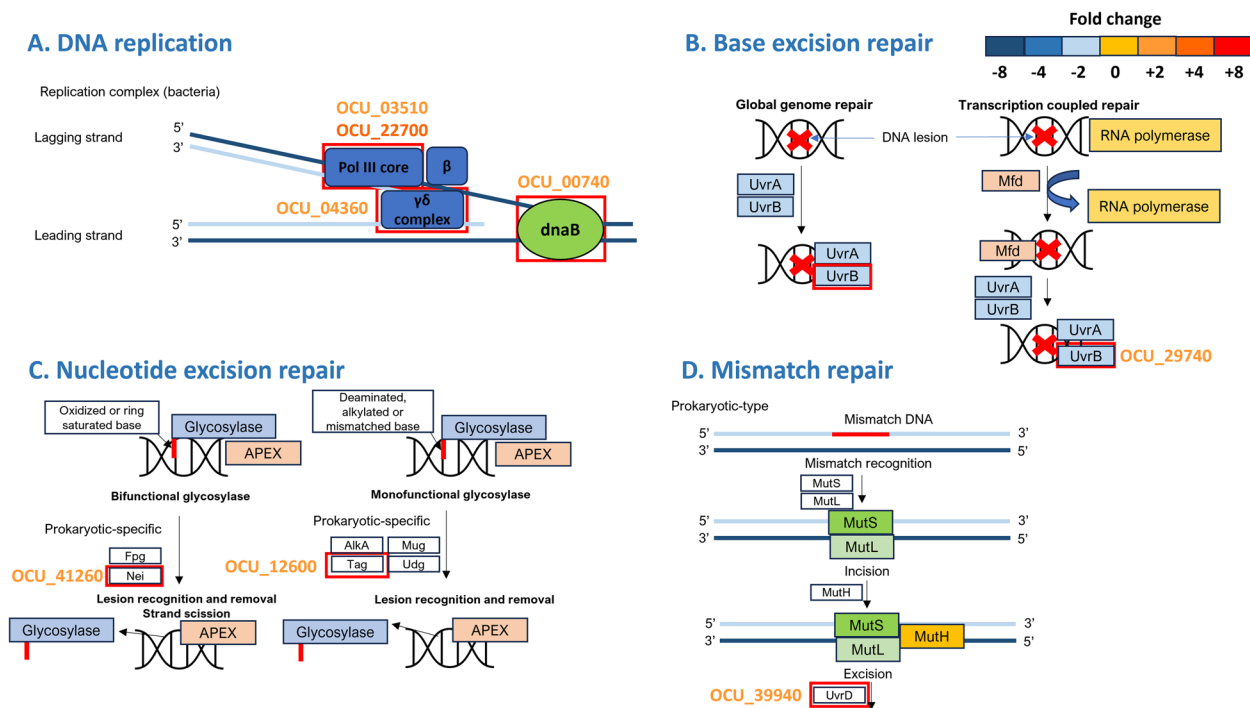 A. DNA replication
Replication complex (bacteria)
Lagging strand
5'
3'
OCU_03510
OCU_22700
Pol III core
β
OCU_04360
γδ
complex
OCU_00740
dnaB
Leading strand
5'
3'
B. Base excision repair
Fold change
-8 -4 -2 0 +2 +4 +8
Global genome repair
Transcription coupled repair
DNA lesion
RNA polymerase
UvrA
UvrB
Mfd
RNA polymerase
UvrA
UvrB
Mfd
UvrA
UvrB
UvrA
UvrB
OCU_29740
C. Nucleotide excision repair
Oxidized or ring
saturated base
Glycosylase
APEX
Bifunctional glycosylase
Prokaryotic-specific
Fpg
Nei
OCU_41260
Lesion recognition and removal
Strand scission
Glycosylase
APEX
Deaminated,
alkylated or
mismatched base
Glycosylase
APEX
Monofunctional glycosylase
Prokaryotic-specific
AlkA Mug
Tag Udg
OCU_12600
Lesion recognition and removal
Glycosylase
APEX
D. Mismatch repair
Prokaryotic-type
Mismatch DNA
5' 3'
3' 5'
Mismatch recognition
MutS
MutL
5' MutS 3'
3' MutL 5'
Incision
MutH
5' MutS 3'
3' MutL MutH 5'
Excision
OCU_39940
UvrD